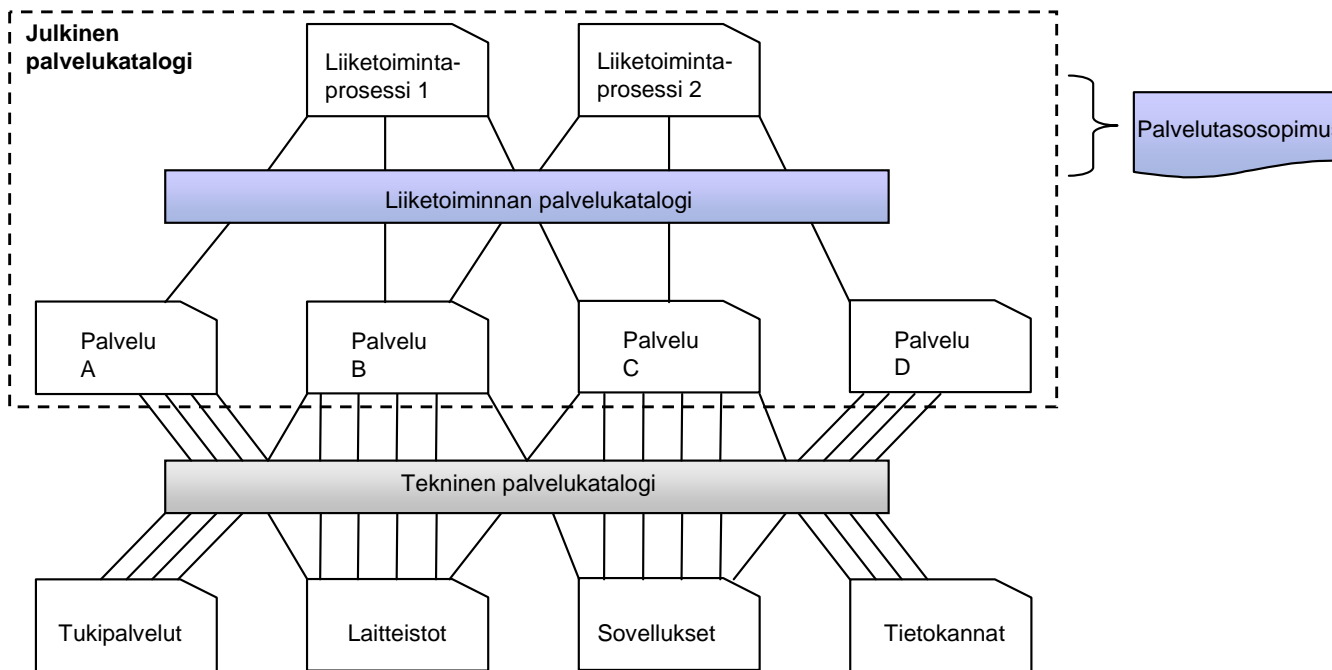 Julkinen
palvelukatalogi
Liiketoiminta-
prosessi 1
Liiketoiminta-
prosessi 2
Palvelutasosopimu
Liiketoiminnan palvelukatalogi
Palvelu
A
Palvelu
B
Palvelu
C
Palvelu
D
Tekninen palvelukatalogi
Tukipalvelut
Laitteistot
Sovellukset
Tietokannat